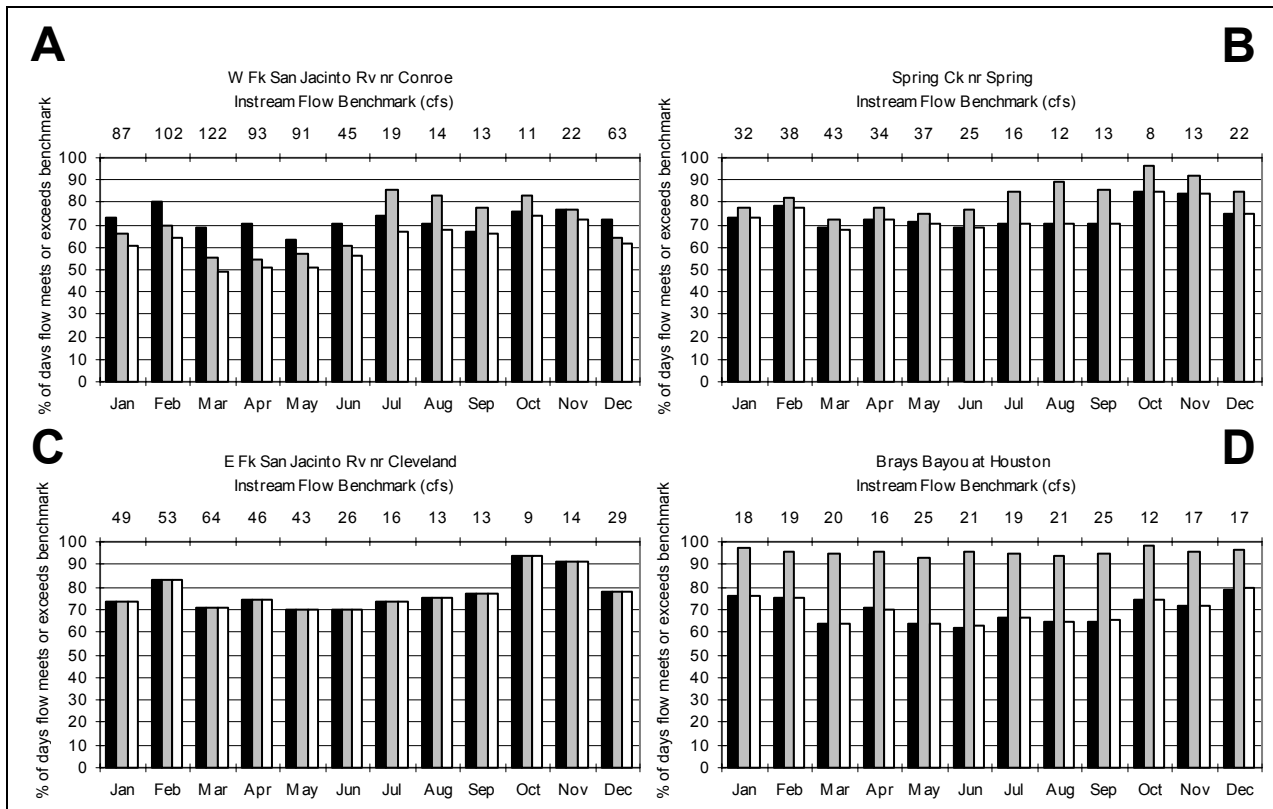 A
W Fk San Jacinto Rv nr Conroe
Instream Flow Benchmark (cfs)
87 102 122 93 91 45 19 14 13 11 22 63
% of days flow meets or exceeds benchmark
100
90
80
70
60
50
40
30
20
10
0
Jan Feb Mar Apr May Jun Jul Aug Sep Oct Nov Dec
B
Spring Ck nr Spring
Instream Flow Benchmark (cfs)
32 38 43 34 37 25 16 12 13 8 13 22
% of days flow meets or exceeds benchmark
100
90
80
70
60
50
40
30
20
10
0
Jan Feb Mar Apr May Jun Jul Aug Sep Oct Nov Dec
C
E Fk San Jacinto Rv nr Cleveland
Instream Flow Benchmark (cfs)
49 53 64 46 43 26 16 13 13 9 14 29
% of days flow meets or exceeds benchmark
100
90
80
70
60
50
40
30
20
10
0
Jan Feb Mar Apr May Jun Jul Aug Sep Oct Nov Dec
D
Brays Bayou at Houston
Instream Flow Benchmark (cfs)
18 19 20 16 25 21 19 21 25 12 17 17
% of days flow meets or exceeds benchmark
100
90
80
70
60
50
40
30
20
10
0
Jan Feb Mar Apr May Jun Jul Aug Sep Oct Nov Dec